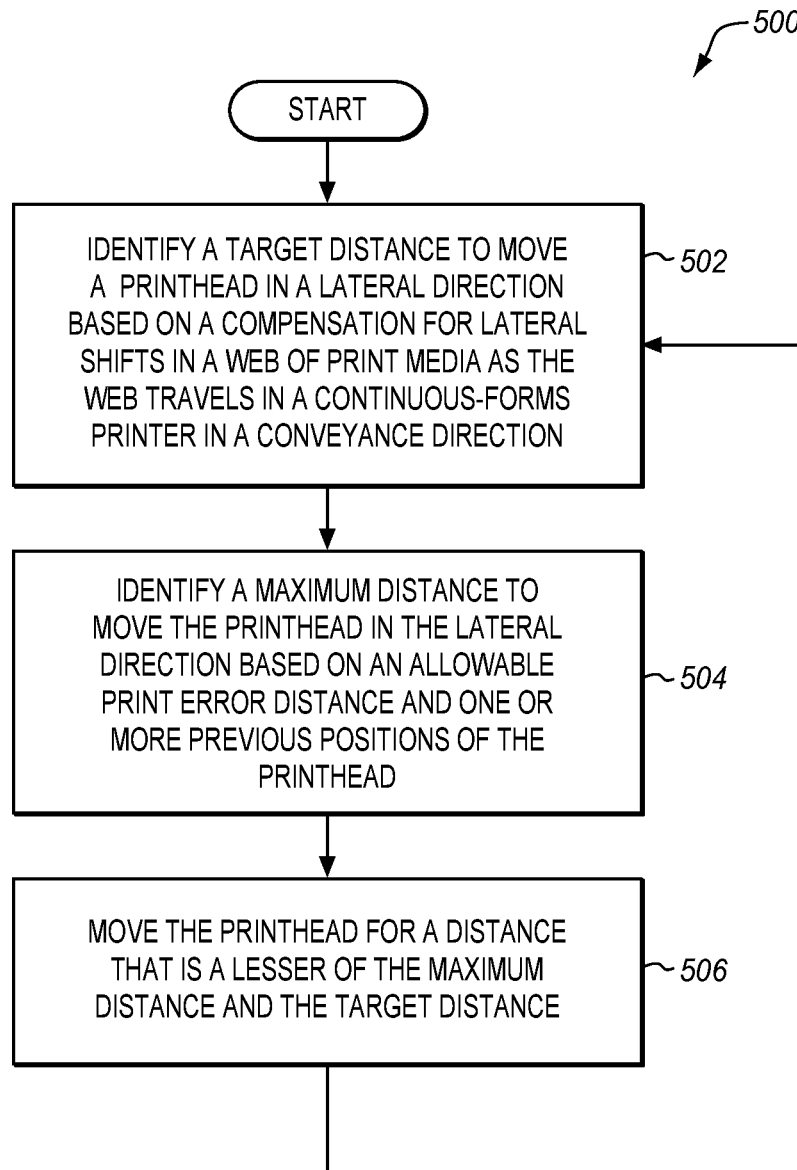 500
START
IDENTIFY A TARGET DISTANCE TO MOVE
A PRINTHEAD IN A LATERAL DIRECTION
BASED ON A COMPENSATION FOR LATERAL
SHIFTS IN A WEB OF PRINT MEDIA AS THE
WEB TRAVELS IN A CONTINUOUS-FORMS
PRINTER IN A CONVEYANCE DIRECTION
502
IDENTIFY A MAXIMUM DISTANCE TO
MOVE THE PRINTHEAD IN THE LATERAL
DIRECTION BASED ON AN ALLOWABLE
PRINT ERROR DISTANCE AND ONE OR
MORE PREVIOUS POSITIONS OF THE
PRINTHEAD
504
MOVE THE PRINTHEAD FOR A DISTANCE
THAT IS A LESSER OF THE MAXIMUM
DISTANCE AND THE TARGET DISTANCE
506